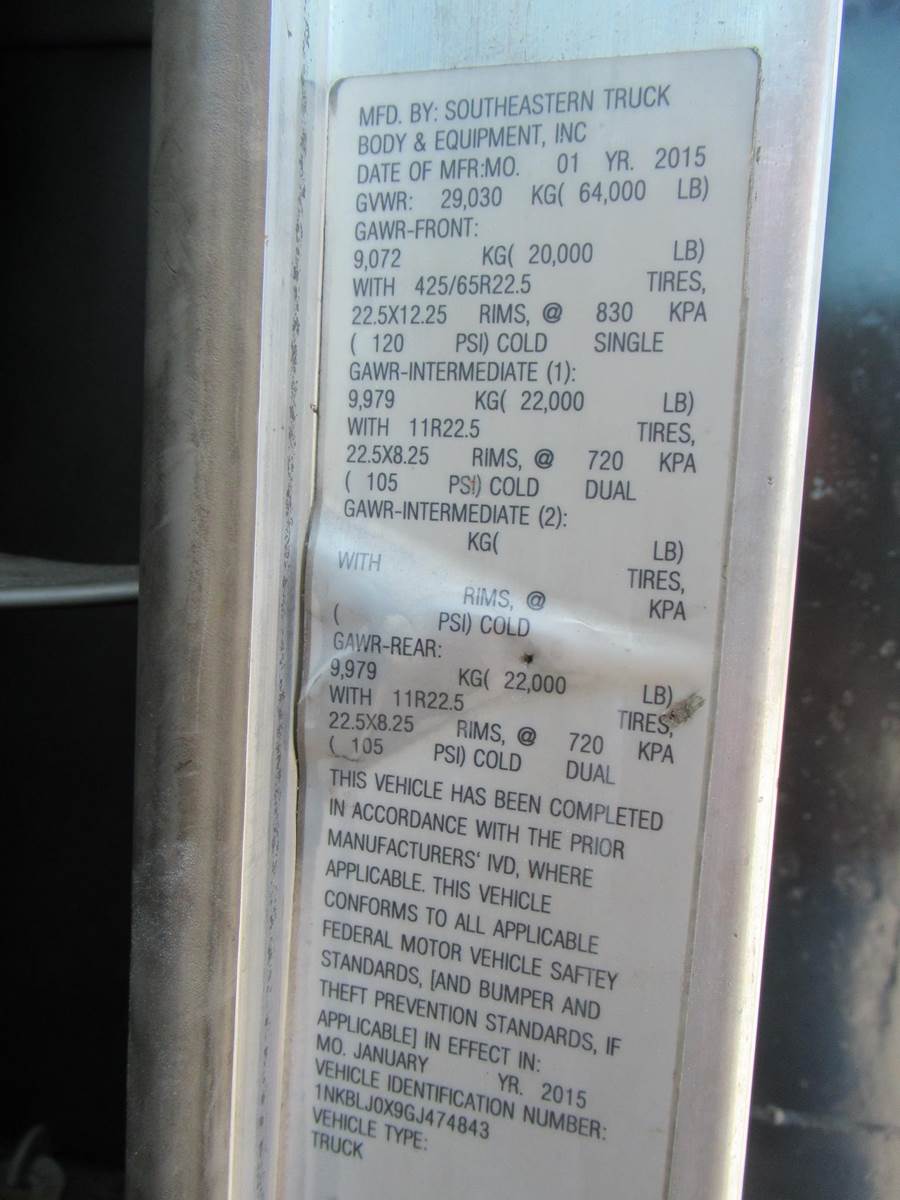 MFD. BY: SOUTHEASTERN TRUCK
BODY & EQUIPMENT, INC
DATE OF MFR:MO. 01 YR. 2015
GVWR: 29,030 KG( 64,000 LB)
GAWR-FRONT:
9,072 KG( 20,000 LB)
WITH 425/65R22.5 TIRES,
22.5X12.25 RIMS, @ 830 KPA
( 120 PSI) COLD SINGLE
GAWR-INTERMEDIATE (1):
9,979 KG( 22,000 LB)
WITH 11R22.5 TIRES,
22.5X8.25 RIMS, @ 720 KPA
( 105 PSI) COLD DUAL
GAWR-INTERMEDIATE (2):
KG( LB)
WITH TIRES,
RIMS, @ KPA
( PSI) COLD
GAWR-REAR:
9,979 KG( 22,000 LB)
WITH 11R22.5 TIRES,
22.5X8.25 RIMS, @ 720 KPA
( 105 PSI) COLD DUAL
THIS VEHICLE HAS BEEN COMPLETED
IN ACCORDANCE WITH THE PRIOR
MANUFACTURERS' IVD, WHERE
APPLICABLE. THIS VEHICLE
CONFORMS TO ALL APPLICABLE
FEDERAL MOTOR VEHICLE SAFTEY
STANDARDS, [AND BUMPER AND
THEFT PREVENTION STANDARDS, IF
APPLICABLE] IN EFFECT IN:
MO. JANUARY YR. 2015
VEHICLE IDENTIFICATION NUMBER:
1NKBLJ0X9GJ474843
VEHICLE TYPE:
TRUCK